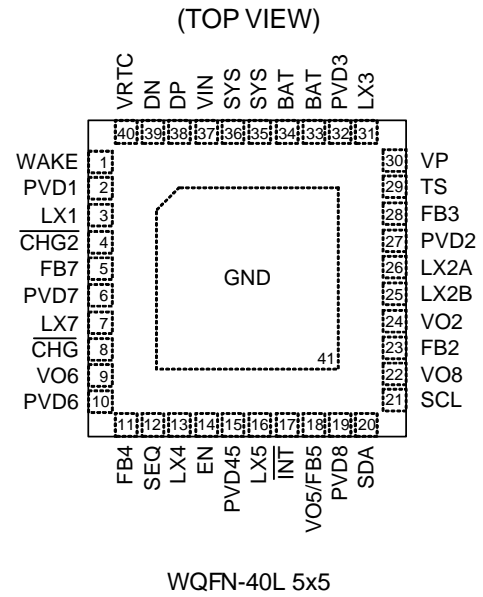 (TOP VIEW)
VRTC DN DP VIN SYS SYS BAT BAT PVD3 LX3
40 39 38 37 36 35 34 33 32 31
WAKE 1
PVD1 2
LX1 3
CHG2 4
FB7 5
PVD7 6
LX7 7
CHG 8
VO6 9
PVD6 10
GND
41
30 VP
29 TS
28 FB3
27 PVD2
26 LX2A
25 LX2B
24 VO2
23 FB2
22 VO8
21 SCL
11 12 13 14 15 16 17 18 19 20
FB4 SEQ LX4 EN PVD45 LX5 INT VO5/FB5 PVD8 SDA
WQFN-40L 5x5